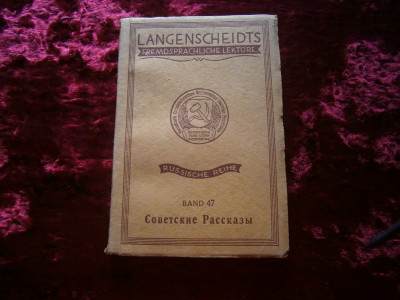 LANGENSCHEIDTS
FREMDSPRACHLICHE LEKTÜRE
RUSSISCHE REIHE
BAND 47
Советские Рассказы